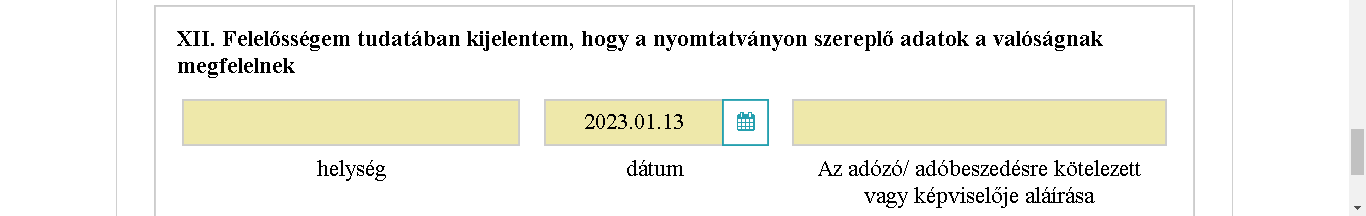 XII. Felelősségem tudatában kijelentem, hogy a nyomtatványon szereplő adatok a valóságnak
megfelelnek
2023.01.13
helység
dátum
Az adózó/ adóbeszedésre kötelezett
vagy képviselője aláírása